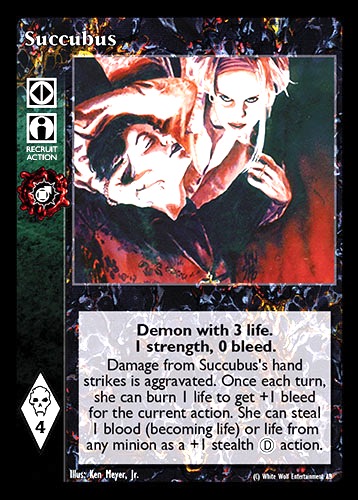 Succubus
RECRUIT
ACTION
Demon with 3 life.
1 strength, 0 bleed.
Damage from Succubus's hand
strikes is aggravated. Once each turn,
she can burn 1 life to get +1 bleed
for the current action. She can steal
1 blood (becoming life) or life from
any minion as a +1 stealth Ⓓ action.
4
Illus: Ken Meyer, Jr.
(C) White Wolf Entertainment AB